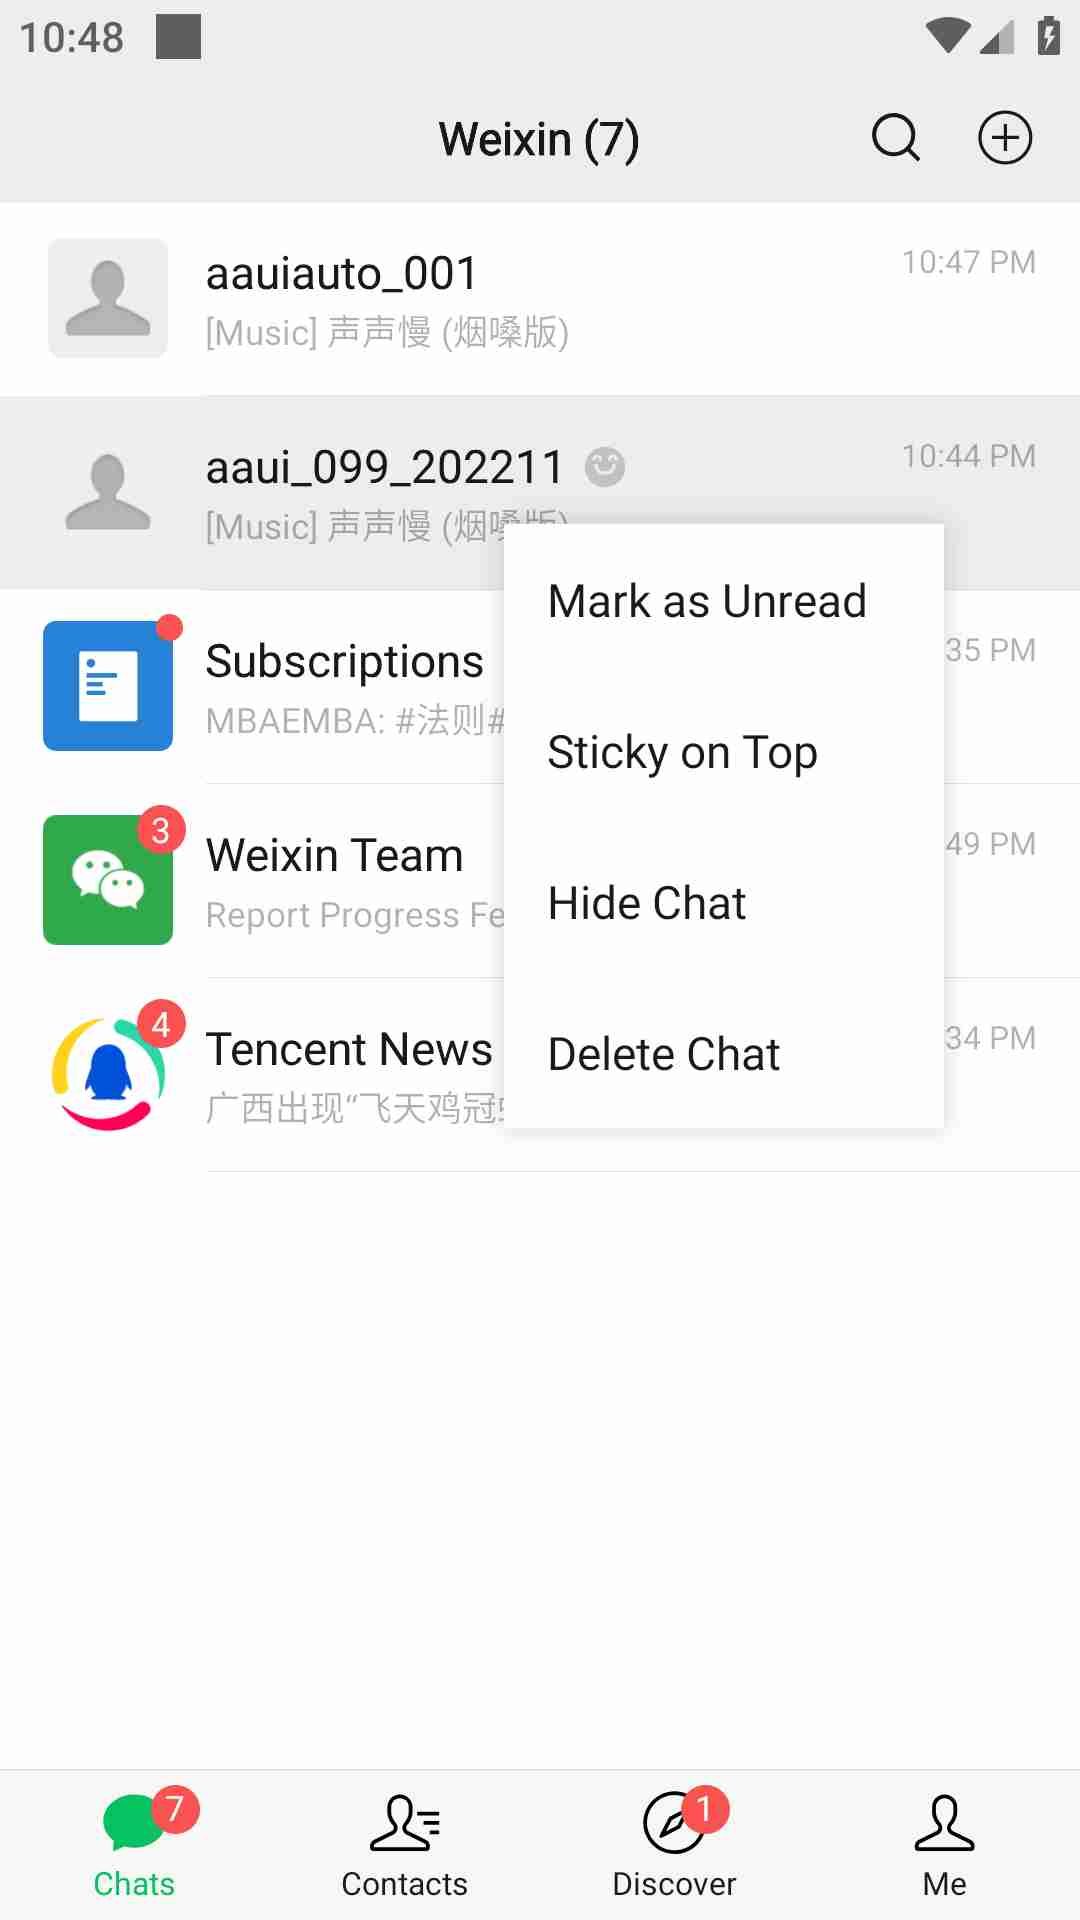 10:48
Weixin (7)
aauiauto_001
10:47 PM
[Music] 声声慢 (烟嗓版)
aaui_099_202211
10:44 PM
[Music] 声声慢 (烟嗓版)
Mark as Unread
Subscriptions
35 PM
MBAEMBA: #法则#
Sticky on Top
3
Weixin Team
49 PM
Report Progress Fe
Hide Chat
4
Tencent News
34 PM
广西出现“飞天鸡冠
Delete Chat
7
1
Chats
Contacts
Discover
Me